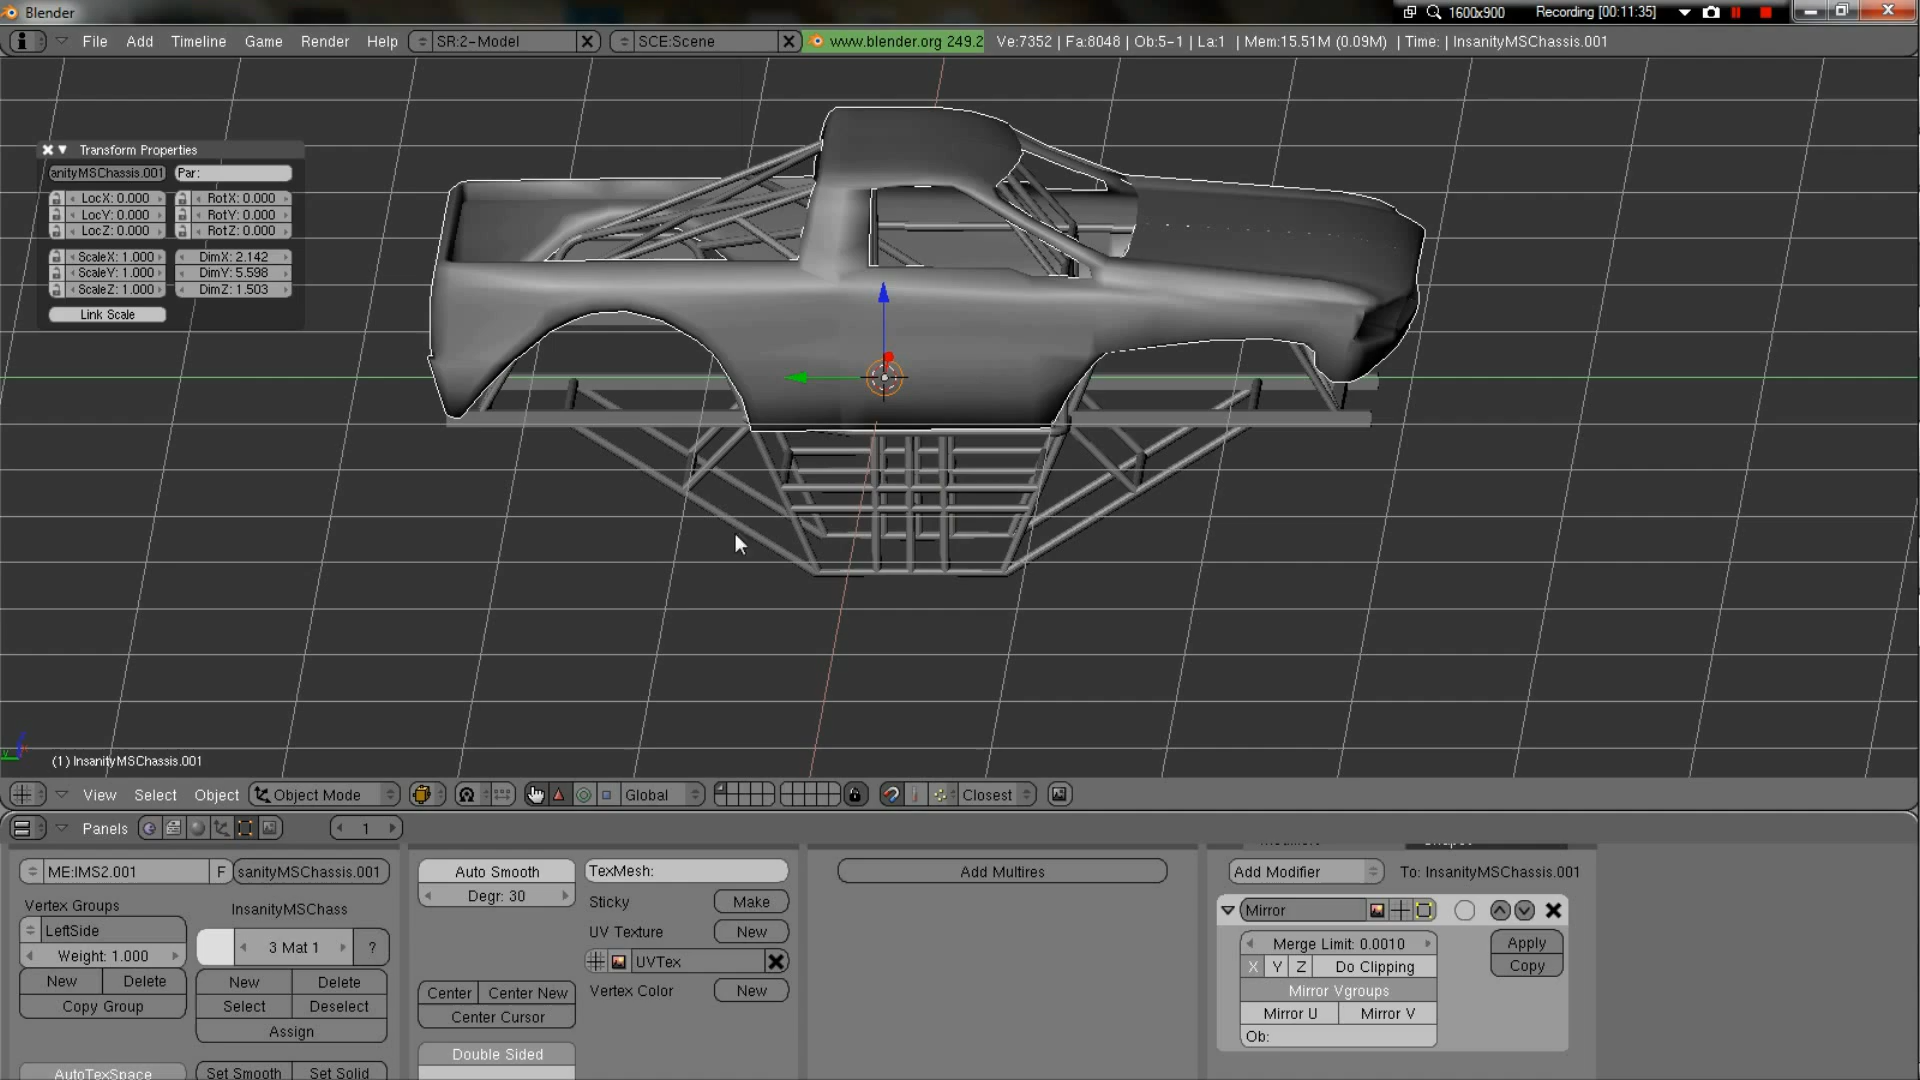 Blender
1600x900 Recording [00:11:35]
File Add Timeline Game Render Help SR:2-Model SCE:Scene www.blender.org 249.2 Ve:7352 | Fa:8048 | Ob:5-1 | La:1 | Mem:15.51M (0.09M) | Time: | InsanityMSChassis.001
Transform Properties
anityMSChassis.001 Par:
LocX: 0.000 RotX: 0.000
LocY: 0.000 RotY: 0.000
LocZ: 0.000 RotZ: 0.000
ScaleX: 1.000 DimX: 2.142
ScaleY: 1.000 DimY: 5.598
ScaleZ: 1.000 DimZ: 1.503
Link Scale
(1) InsanityMSChassis.001
View Select Object Object Mode Global Closest
Panels 1
ME:IMS2.001 F sanityMSChassis.001
Vertex Groups
LeftSide
Weight: 1.000
New Delete
Copy Group
AutoTexSpace
InsanityMSChass
3 Mat 1 ?
New Delete
Select Deselect
Assign
Set Smooth Set Solid
Auto Smooth
Degr: 30
Center Center New
Center Cursor
Double Sided
TexMesh:
Sticky Make
UV Texture New
UVTex
Vertex Color New
Add Multires
Add Modifier To: InsanityMSChassis.001
Mirror
Merge Limit: 0.0010 Apply
X Y Z Do Clipping Copy
Mirror Vgroups
Mirror U Mirror V
Ob: